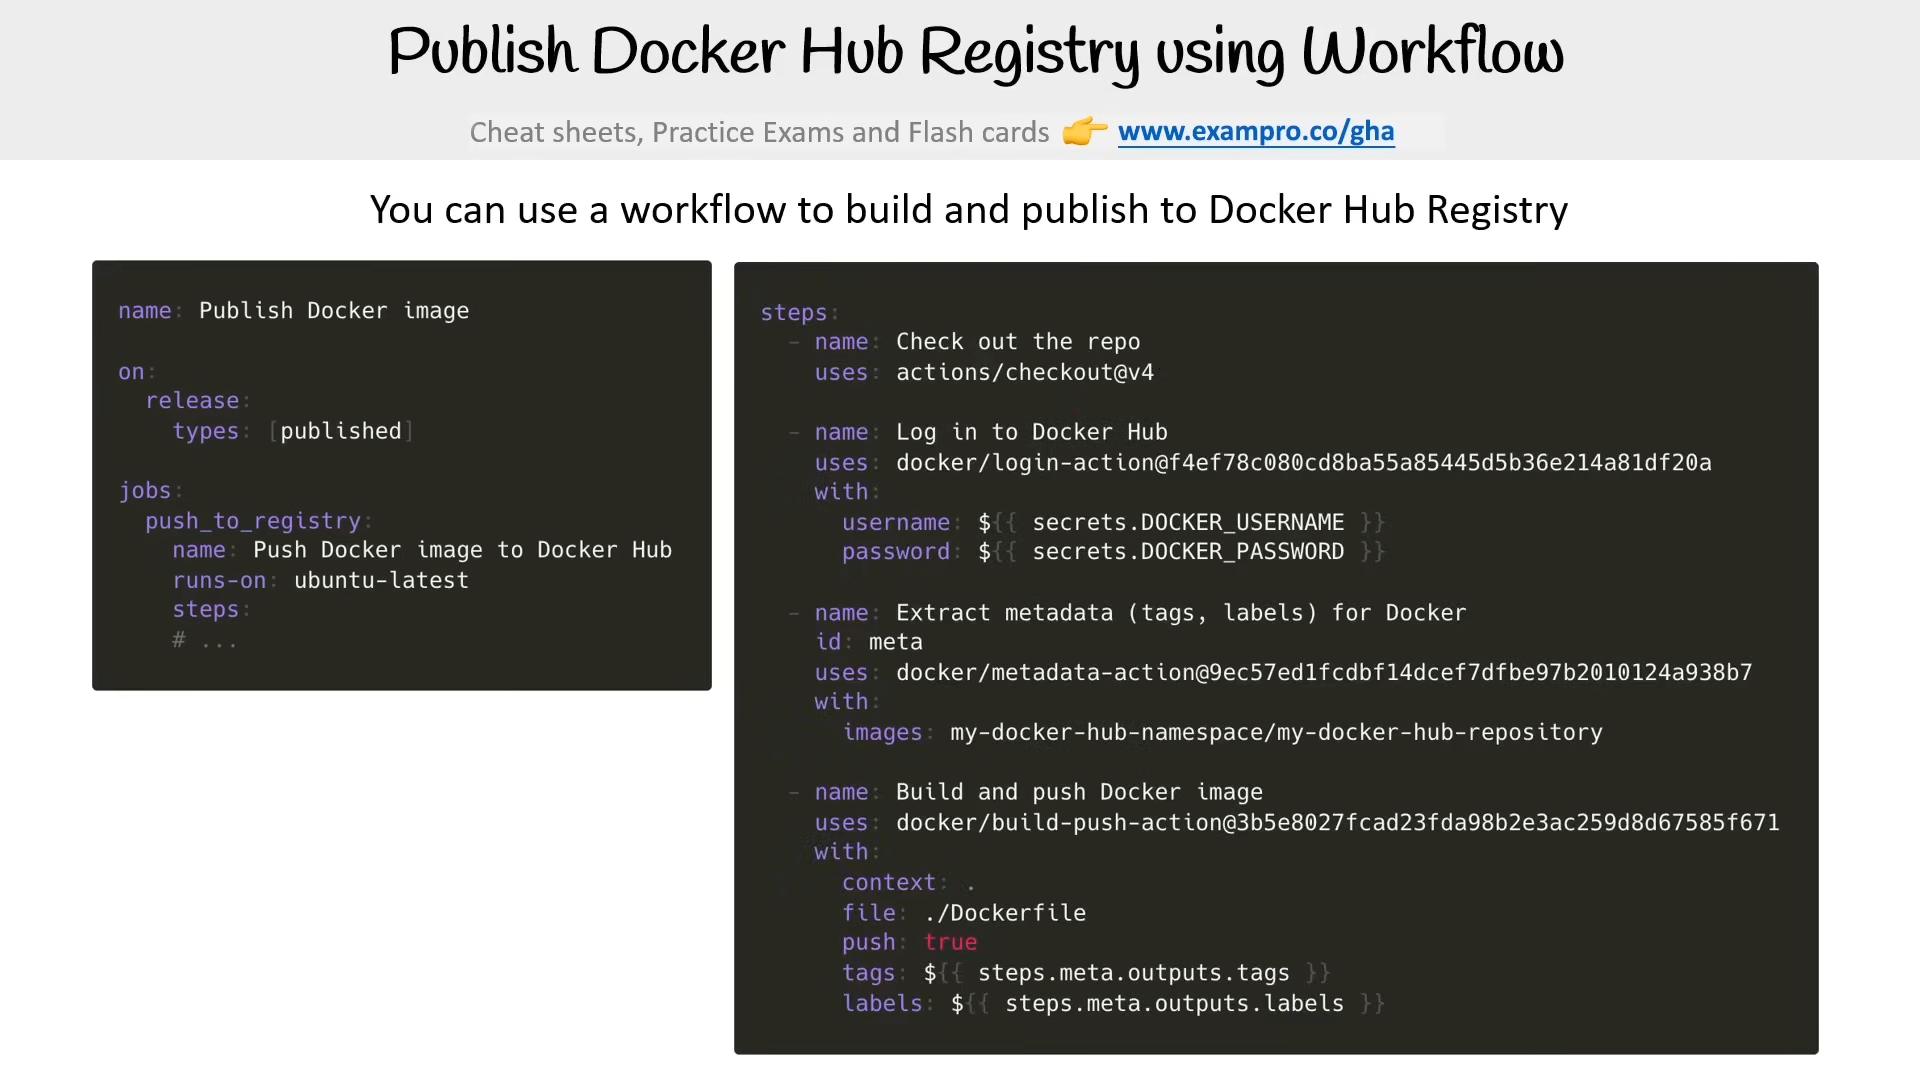 Publish Docker Hub Registry using Workflow
Cheat sheets, Practice Exams and Flash cards 👉 www.exampro.co/gha
You can use a workflow to build and publish to Docker Hub Registry
name: Publish Docker image
on:
release:
types: [published]
jobs:
push_to_registry:
name: Push Docker image to Docker Hub
runs-on: ubuntu-latest
steps:
# ...
steps:
- name: Check out the repo
uses: actions/checkout@v4
- name: Log in to Docker Hub
uses: docker/login-action@f4ef78c080cd8ba55a85445d5b36e214a81df20a
with:
username: ${{ secrets.DOCKER_USERNAME }}
password: ${{ secrets.DOCKER_PASSWORD }}
- name: Extract metadata (tags, labels) for Docker
id: meta
uses: docker/metadata-action@9ec57ed1fcdbf14dcef7dfbe97b2010124a938b7
with:
images: my-docker-hub-namespace/my-docker-hub-repository
- name: Build and push Docker image
uses: docker/build-push-action@3b5e8027fcad23fda98b2e3ac259d8d67585f671
with:
context: .
file: ./Dockerfile
push: true
tags: ${{ steps.meta.outputs.tags }}
labels: ${{ steps.meta.outputs.labels }}